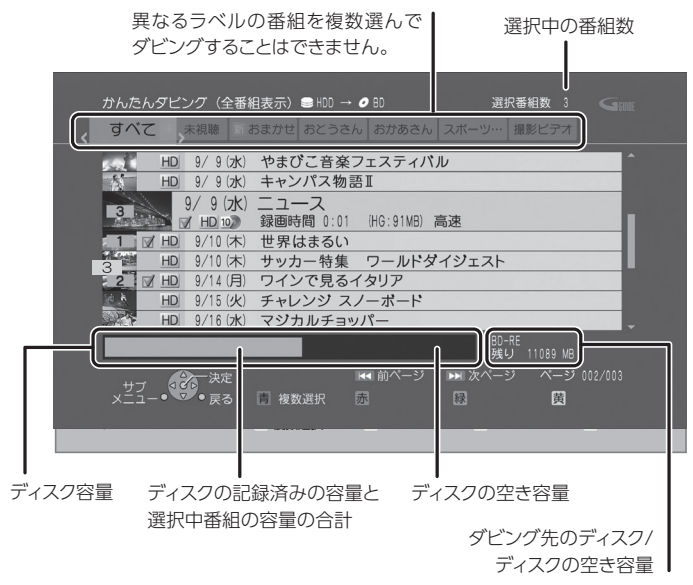 異なるラベルの番組を複数選んで
ダビングすることはできません。
選択中の番組数
かんたんダビング（全番組表示） HDD → BD
選択番組数 3
G GUIDE
すべて 未視聴 新 おまかせ おとうさん おかあさん スポーツ… 撮影ビデオ
HD 9/ 9(水) やまびこ音楽フェスティバル
HD 9/ 9(水) キャンパス物語Ⅱ
9/ 9(水) ニュース
3 HD 10 録画時間 0:01 (HG:91MB) 高速
1 HD 9/10(木) 世界はまるい
HD 9/10(木) サッカー特集 ワールドダイジェスト
3
2 HD 9/14(月) ワインで見るイタリア
HD 9/15(火) チャレンジ スノーボード
HD 9/16(水) マジカルチョッパー
BD-RE
残り 11089 MB
サブ
メニュー
決定
戻る
前ページ 次ページ ページ 002/003
青 複数選択 赤 緑 黄
ディスク容量
ディスクの記録済みの容量と
選択中番組の容量の合計
ディスクの空き容量
ダビング先のディスク/
ディスクの空き容量